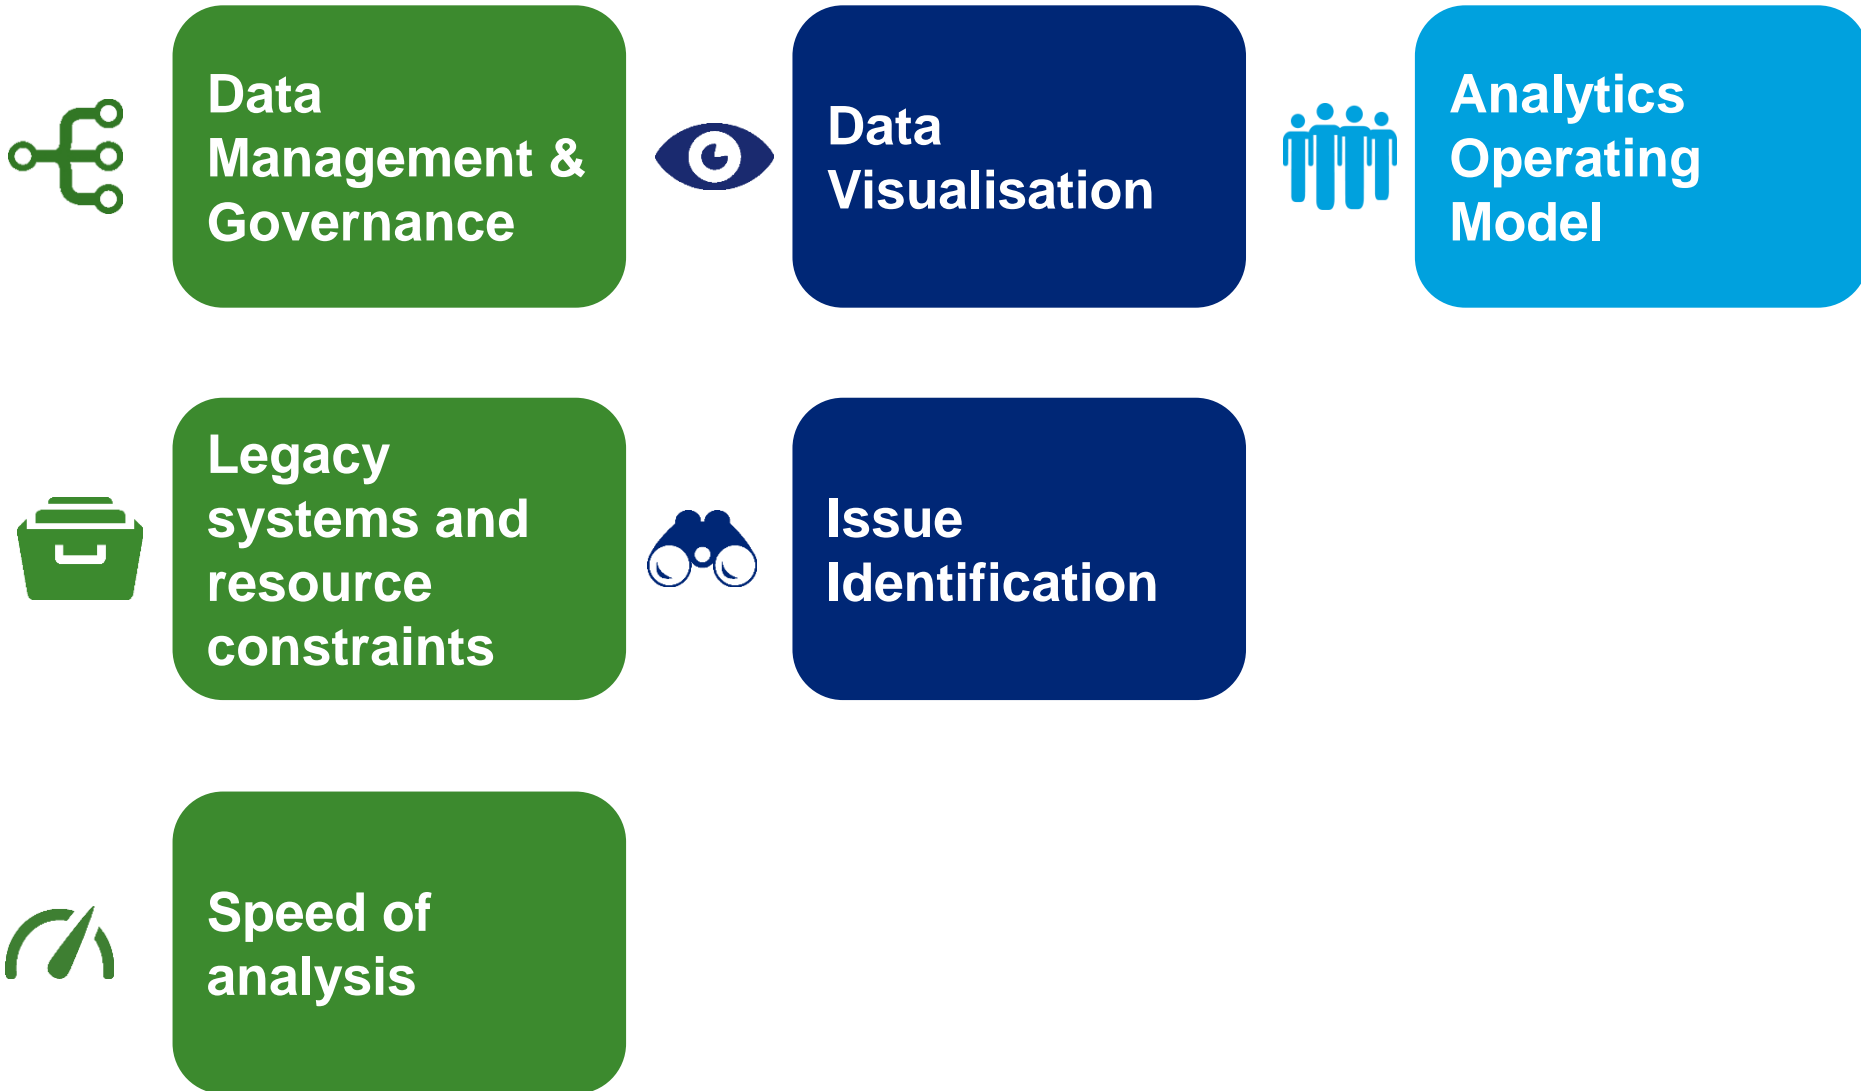 Data
Management &
Governance
Data
Visualisation
Analytics
Operating
Model
Legacy
systems and
resource
constraints
Issue
Identification
Speed of
analysis